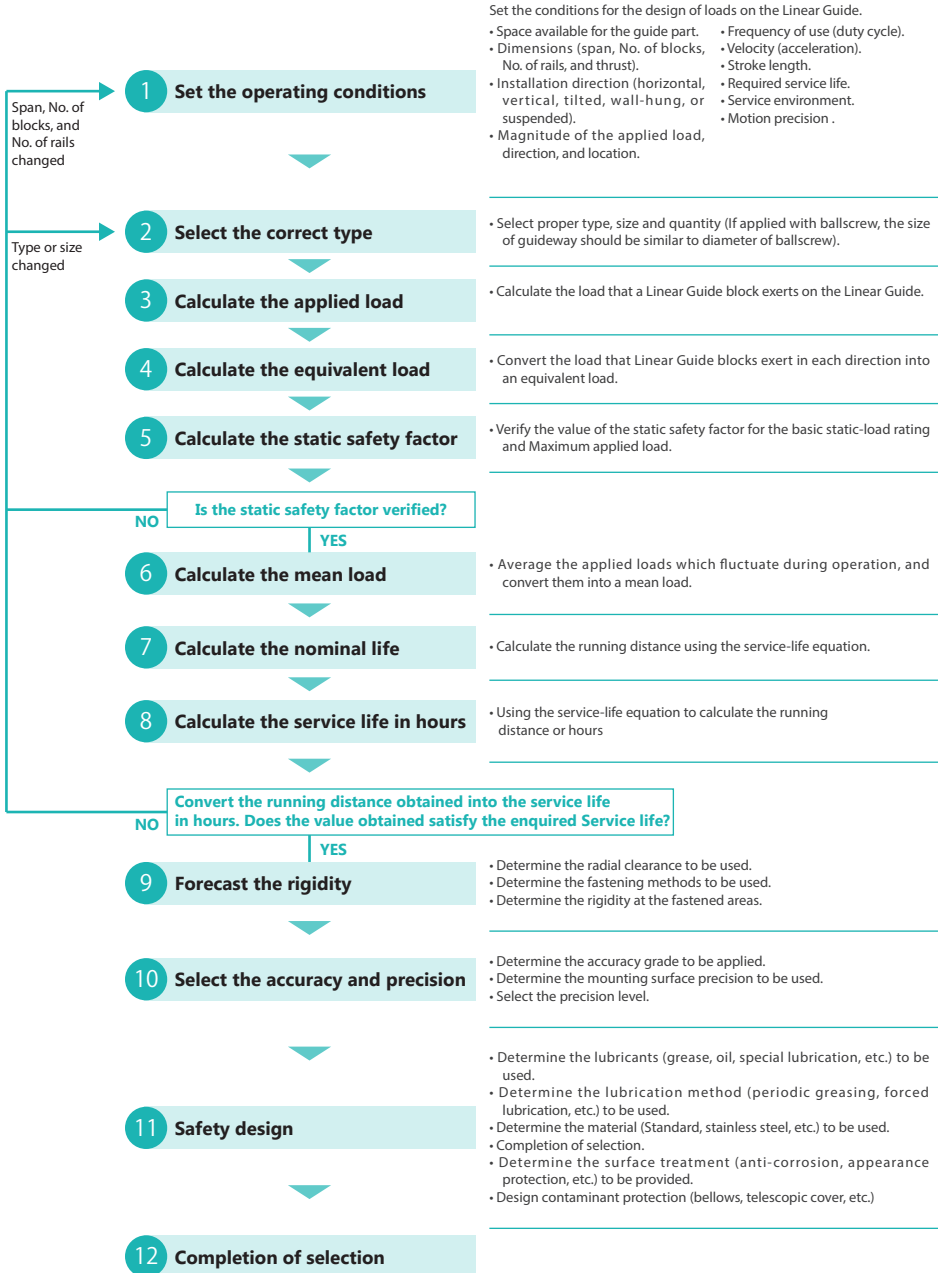 Set the conditions for the design of loads on the Linear Guide.
• Space available for the guide part.
• Dimensions (span, No. of blocks,
No. of rails, and thrust).
• Installation direction (horizontal,
vertical, tilted, wall-hung, or
suspended).
• Magnitude of the applied load,
direction, and location.
• Frequency of use (duty cycle).
• Velocity (acceleration).
• Stroke length.
• Required service life.
• Service environment.
• Motion precision .
1 Set the operating conditions
Span, No. of
blocks, and
No. of rails
changed
2 Select the correct type
• Select proper type, size and quantity (If applied with ballscrew, the size
of guideway should be similar to diameter of ballscrew).
Type or size
changed
3 Calculate the applied load
• Calculate the load that a Linear Guide block exerts on the Linear Guide.
4 Calculate the equivalent load
• Convert the load that Linear Guide blocks exert in each direction into
an equivalent load.
5 Calculate the static safety factor
• Verify the value of the static safety factor for the basic static-load rating
and Maximum applied load.
Is the static safety factor verified?
NO
YES
6 Calculate the mean load
• Average the applied loads which fluctuate during operation, and
convert them into a mean load.
7 Calculate the nominal life
• Calculate the running distance using the service-life equation.
8 Calculate the service life in hours
• Using the service-life equation to calculate the running
distance or hours
Convert the running distance obtained into the service life
in hours. Does the value obtained satisfy the enquired Service life?
NO
YES
9 Forecast the rigidity
• Determine the radial clearance to be used.
• Determine the fastening methods to be used.
• Determine the rigidity at the fastened areas.
10 Select the accuracy and precision
• Determine the accuracy grade to be applied.
• Determine the mounting surface precision to be used.
• Select the precision level.
11 Safety design
• Determine the lubricants (grease, oil, special lubrication, etc.) to be
used.
• Determine the lubrication method (periodic greasing, forced
lubrication, etc.) to be used.
• Determine the material (Standard, stainless steel, etc.) to be used.
• Completion of selection.
• Determine the surface treatment (anti-corrosion, appearance
protection, etc.) to be provided.
• Design contaminant protection (bellows, telescopic cover, etc.)
12 Completion of selection